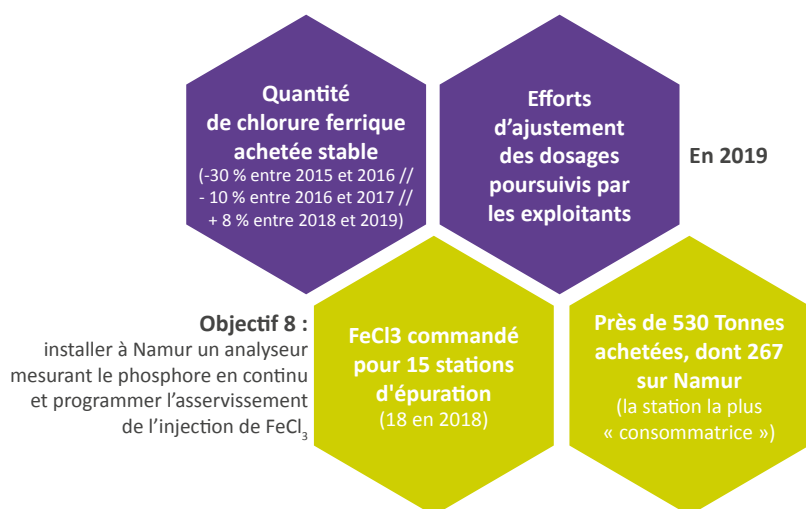 Quantité
de chlorure ferrique
achetée stable
(-30 % entre 2015 et 2016 //
- 10 % entre 2016 et 2017 //
+ 8 % entre 2018 et 2019)
Efforts
d'ajustement
des dosages
poursuivis par
les exploitants
En 2019
Objectif 8 :
installer à Namur un analyseur
mesurant le phosphore en continu
et programmer l'asservissement
de l'injection de FeCl₃
FeCl3 commandé
pour 15 stations
d'épuration
(18 en 2018)
Près de 530 Tonnes
achetées, dont 267
sur Namur
(la station la plus
« consommatrice »)